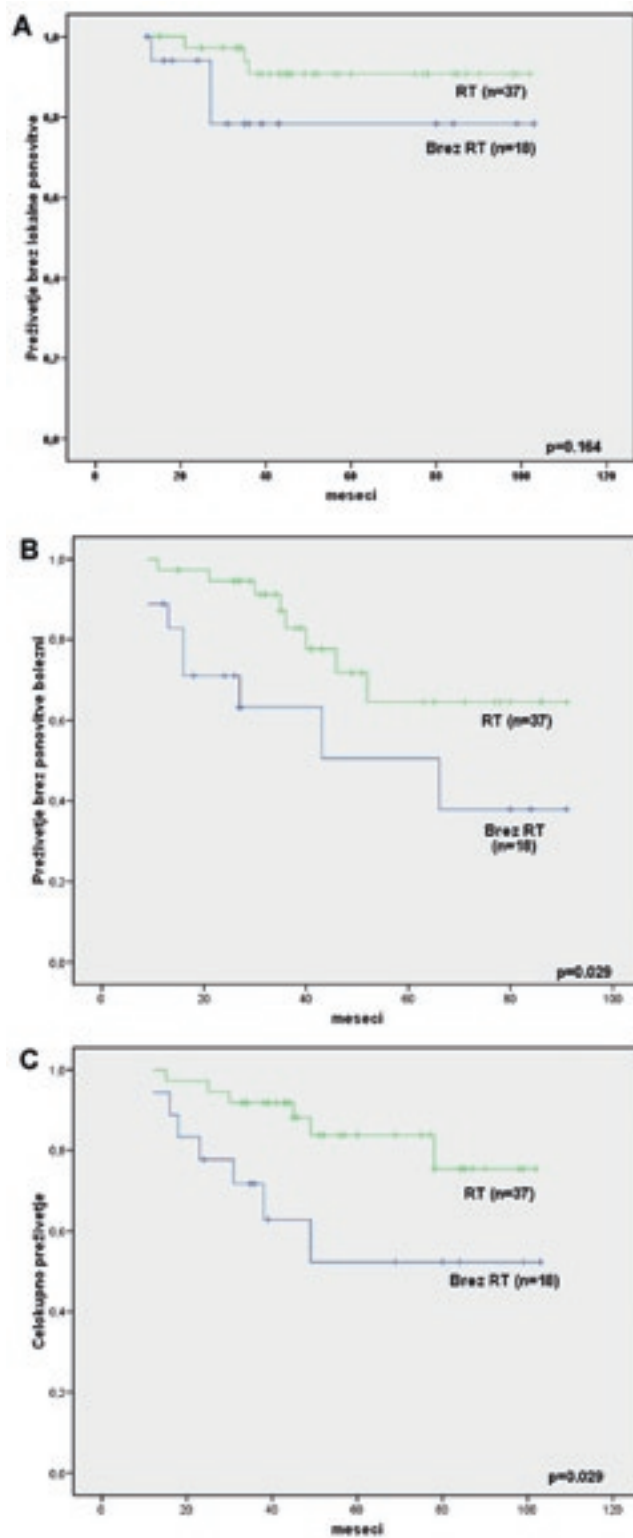 A
Preživetje brez lokalne ponovitve
1,0
0,8
0,6
0,4
0,2
0,0
RT (n=37)
Brez RT (n=18)
p=0.164
0 20 40 60 80 100 120
meseci
B
Preživetje brez ponovitve bolezni
1,0
0,8
0,6
0,4
0,2
0,0
RT (n=37)
Brez RT
(n=18)
p=0.029
0 20 40 60 80 100
meseci
C
Celokupno preživetje
1,0
0,8
0,6
0,4
0,2
0,0
RT (n=37)
Brez RT (n=18)
p=0.029
0 20 40 60 80 100 120
meseci